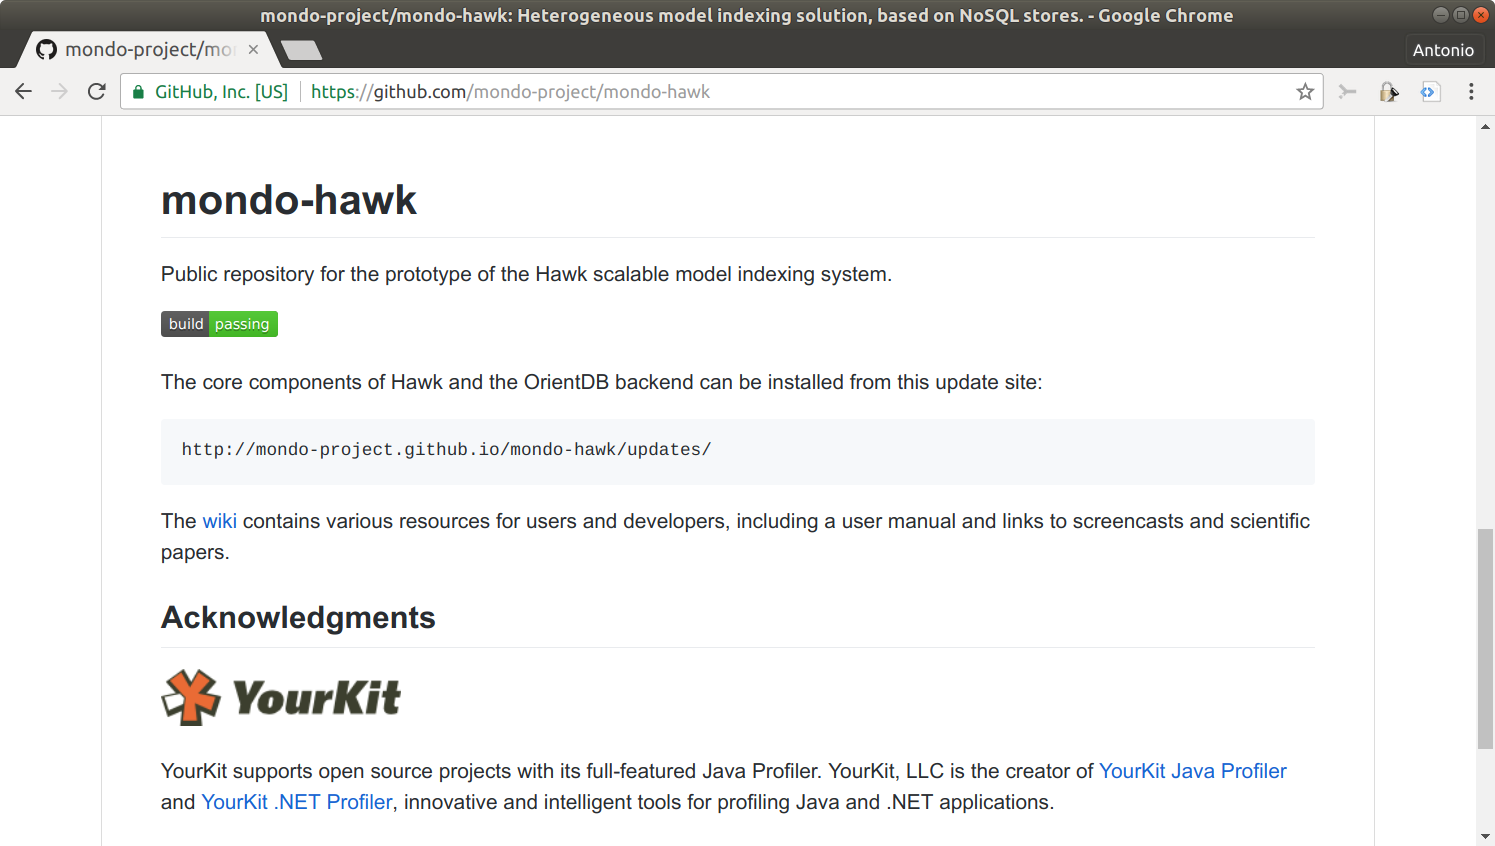 mondo-project/mondo-hawk: Heterogeneous model indexing solution, based on NoSQL stores. - Google Chrome
mondo-project/mo
Antonio
GitHub, Inc. [US] https://github.com/mondo-project/mondo-hawk
mondo-hawk
Public repository for the prototype of the Hawk scalable model indexing system.
build passing
The core components of Hawk and the OrientDB backend can be installed from this update site:
http://mondo-project.github.io/mondo-hawk/updates/
The wiki contains various resources for users and developers, including a user manual and links to screencasts and scientific
papers.
Acknowledgments
YourKit
YourKit supports open source projects with its full-featured Java Profiler. YourKit, LLC is the creator of YourKit Java Profiler
and YourKit .NET Profiler, innovative and intelligent tools for profiling Java and .NET applications.